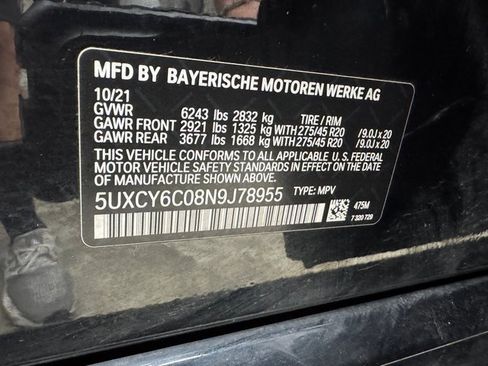 MFD BY BAYERISCHE MOTOREN WERKE AG
10/21
GVWR 6243 lbs 2832 kg TIRE / RIM
GAWR FRONT 2921 lbs 1325 kg WITH 275/45 R20 /9.0J x 20
GAWR REAR 3677 lbs 1668 kg WITH 275/45 R20 /9.0J x 20
THIS VEHICLE CONFORMS TO ALL APPLICABLE U.S. FEDERAL
MOTOR VEHICLE SAFETY STANDARDS IN EFFECT ON THE
DATE OF MANUFACTURE SHOWN ABOVE.
5UXCY6C08N9J78955 TYPE: MPV
475M
7 320 729